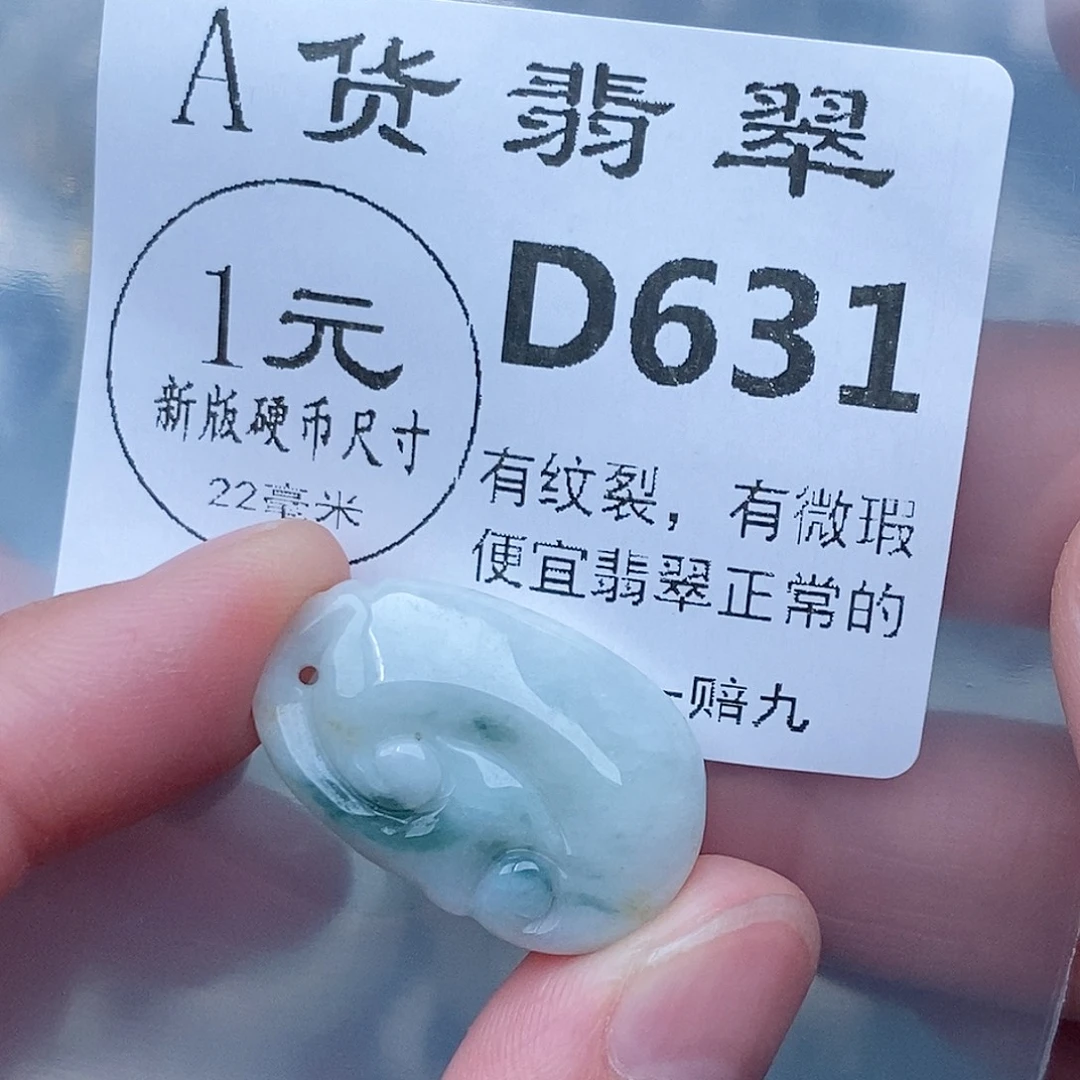 A货翡翠
1元
新版硬币尺寸
22毫米
D631
有纹裂，有微瑕
便宜翡翠正常的
一赔九